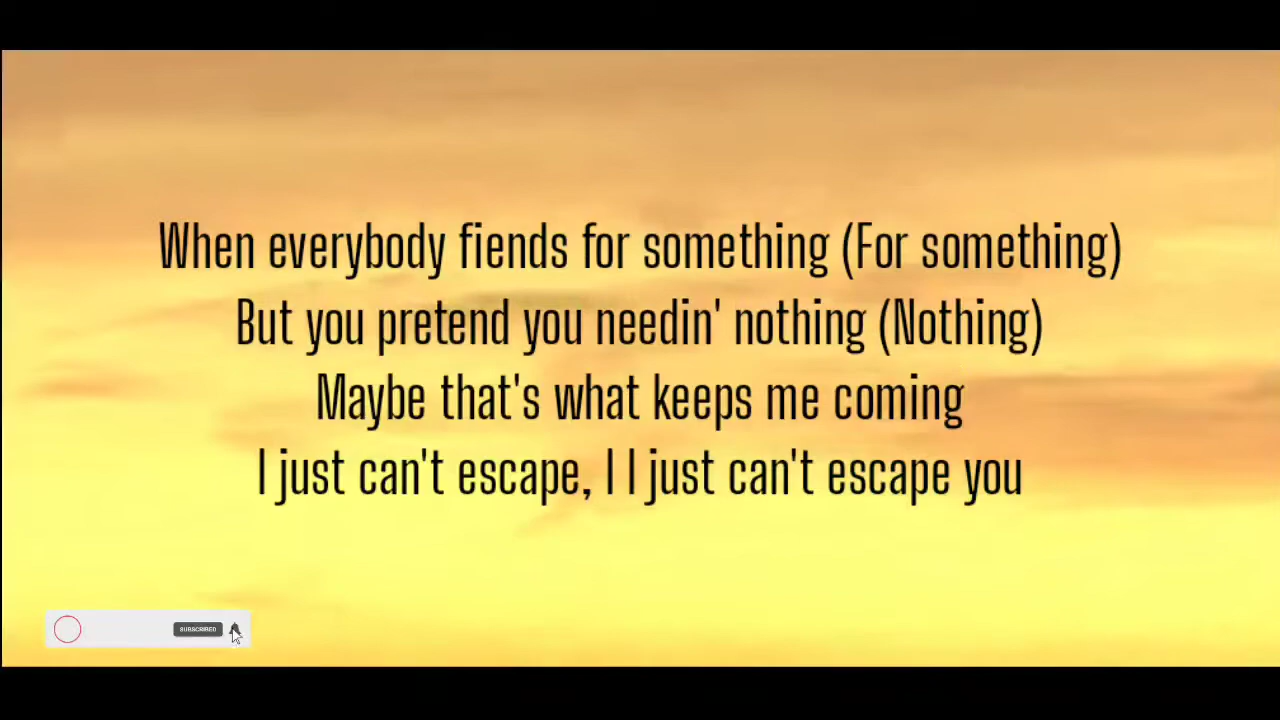 When everybody fiends for something (For something)
But you pretend you needin' nothing (Nothing)
Maybe that's what keeps me coming
I just can't escape, I I just can't escape you
SUBSCRIBED